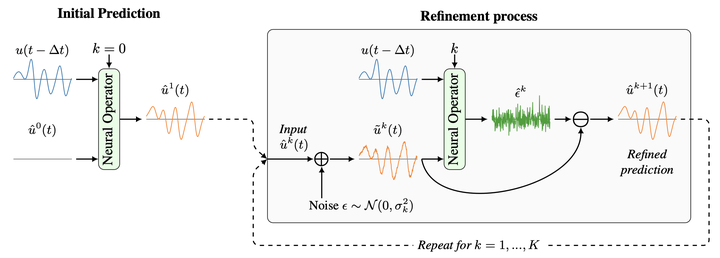 Initial Prediction
u(t − Δt)
k = 0
û⁰(t)
Neural Operator
û¹(t)
Refinement process
Input
ûᵏ(t)
Noise ϵ ∼ 𝒩(0, σₖ²)
u(t − Δt)
ũᵏ(t)
k
Neural Operator
ϵ̂ᵏ
ûᵏ⁺¹(t)
Refined
prediction
Repeat for k = 1, ..., K